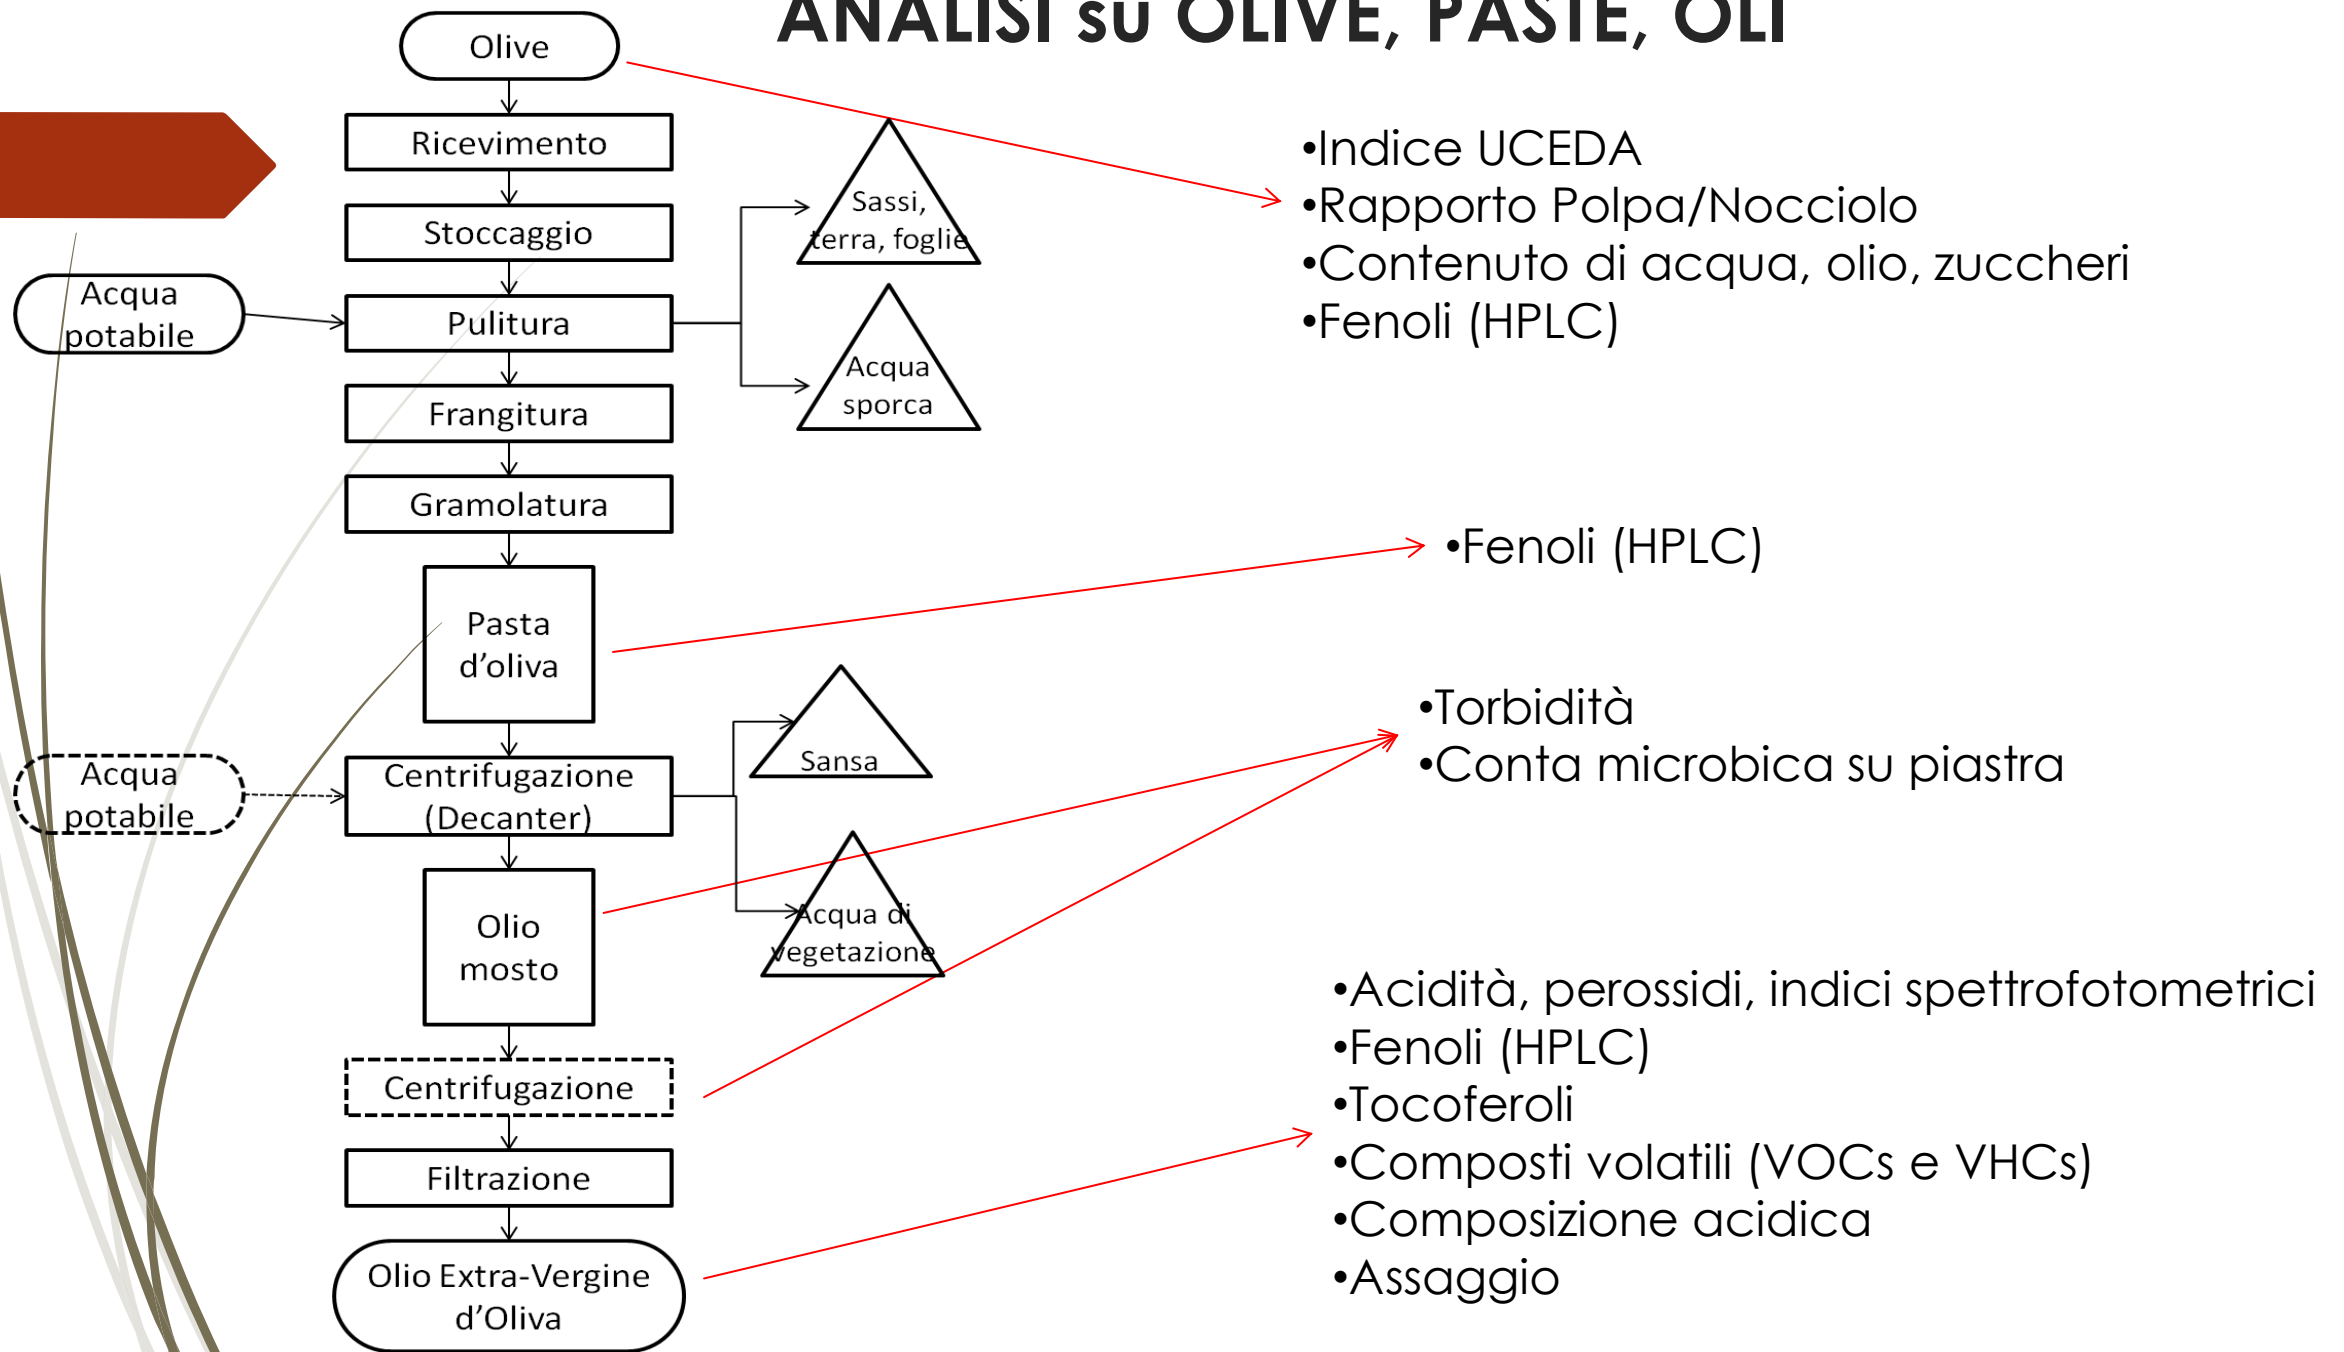 ANALISI su OLIVE, PASTE, OLI
Olive
Ricevimento
Stoccaggio
Acqua
potabile
Pulitura
Sassi,
terra, foglie
Acqua
sporca
Frangitura
Gramolatura
Pasta
d'oliva
Acqua
potabile
Centrifugazione
(Decanter)
Sansa
Acqua di
vegetazione
Olio
mosto
Centrifugazione
Filtrazione
Olio Extra-Vergine
d'Oliva
•Indice UCEDA
•Rapporto Polpa/Nocciolo
•Contenuto di acqua, olio, zuccheri
•Fenoli (HPLC)
•Fenoli (HPLC)
•Torbidità
•Conta microbica su piastra
•Acidità, perossidi, indici spettrofotometrici
•Fenoli (HPLC)
•Tocoferoli
•Composti volatili (VOCs e VHCs)
•Composizione acidica
•Assaggio